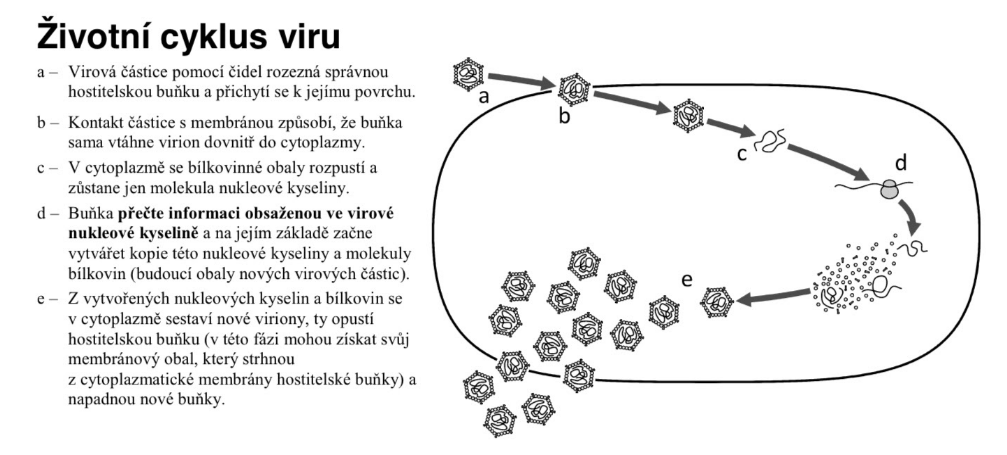 Životní cyklus viru
a – Virová částice pomocí čidel rozezná správnou
hostitelskou buňku a přichytí se k jejímu povrchu.
b – Kontakt částice s membránou způsobí, že buňka
sama vtáhne virion dovnitř do cytoplazmy.
c – V cytoplazmě se bílkovinné obaly rozpustí a
zůstane jen molekula nukleové kyseliny.
d – Buňka přečte informaci obsaženou ve virové
nukleové kyselině a na jejím základě začne
vytvářet kopie této nukleové kyseliny a molekuly
bílkovin (budoucí obaly nových virových částic).
e – Z vytvořených nukleových kyselin a bílkovin se
v cytoplazmě sestaví nové viriony, ty opustí
hostitelskou buňku (v této fázi mohou získat svůj
membránový obal, který strhnou
z cytoplazmatické membrány hostitelské buňky) a
napadnou nové buňky.
a
b
c
d
e